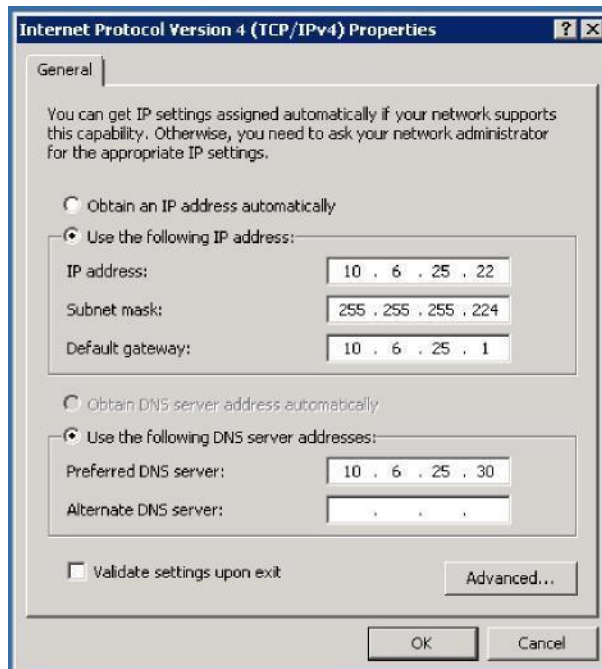 Internet Protocol Version 4 (TCP/IPv4) Properties
General
You can get IP settings assigned automatically if your network supports
this capability. Otherwise, you need to ask your network administrator
for the appropriate IP settings.
Obtain an IP address automatically
Use the following IP address:
IP address: 10 . 6 . 25 . 22
Subnet mask: 255 . 255 . 255 . 224
Default gateway: 10 . 6 . 25 . 1
Obtain DNS server address automatically
Use the following DNS server addresses:
Preferred DNS server: 10 . 6 . 25 . 30
Alternate DNS server: . . .
Validate settings upon exit
Advanced...
OK Cancel